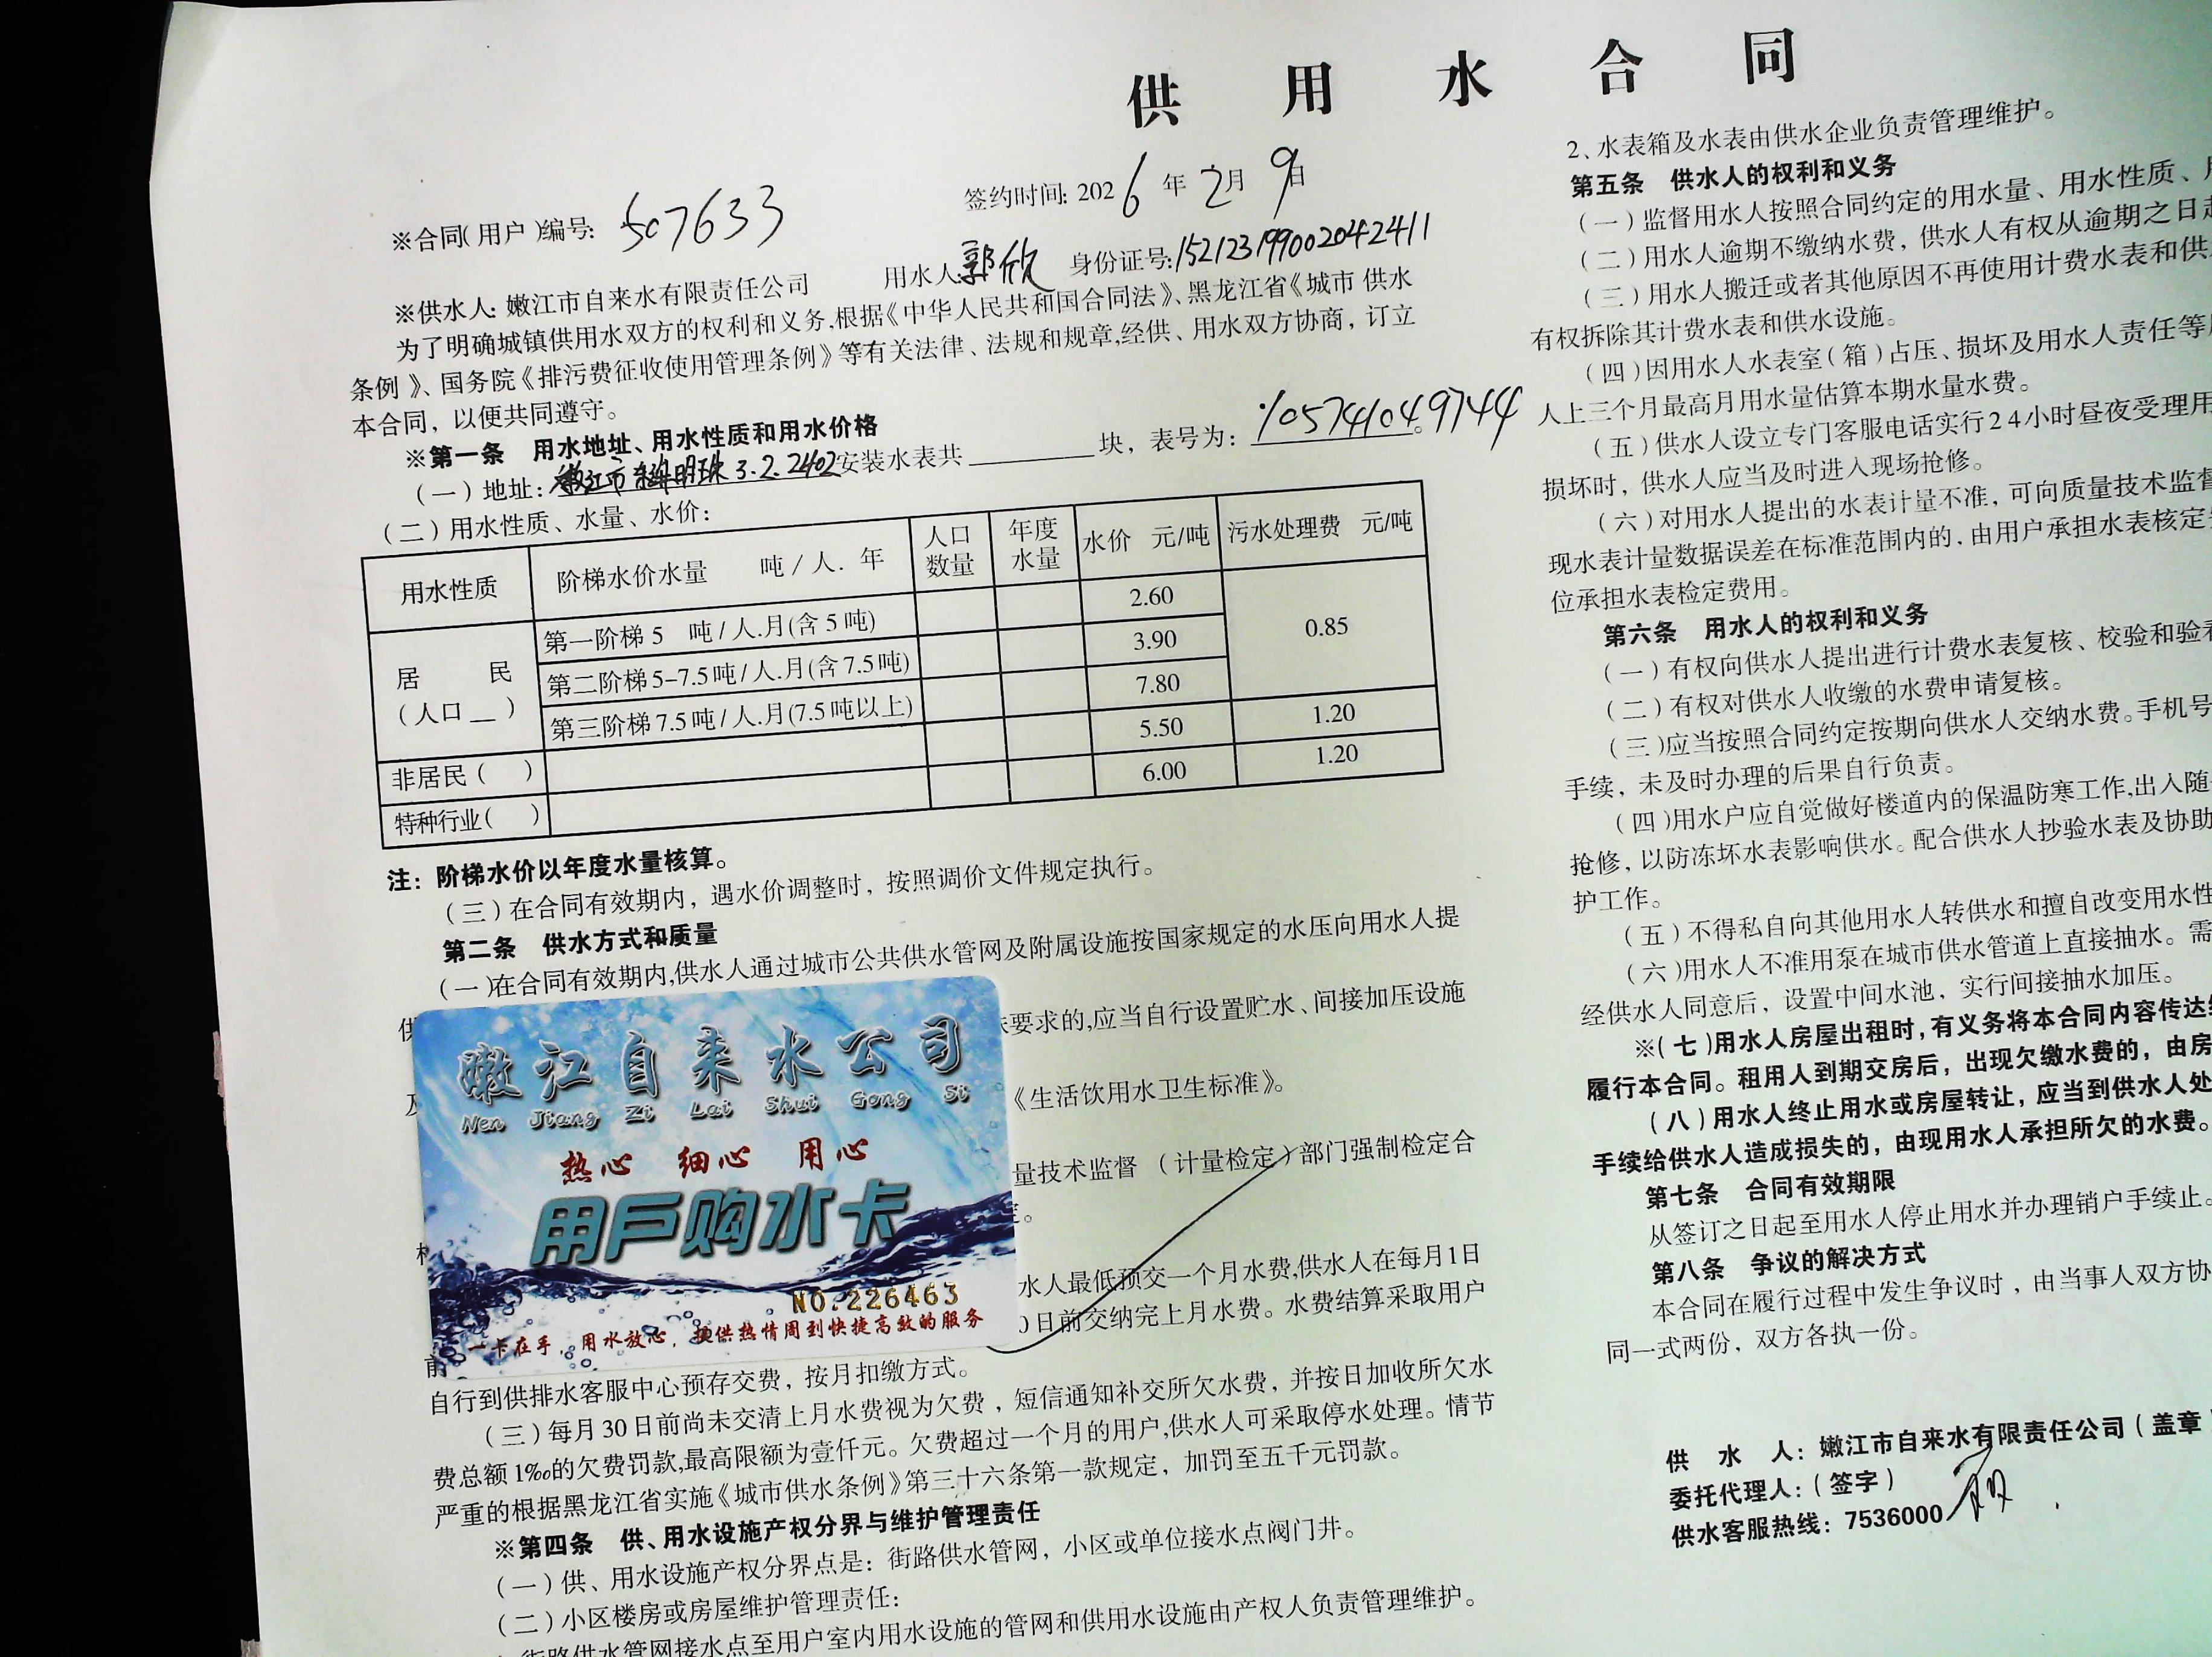 供用水合同
※合同(用户)编号: 507633
签约时间: 2026年2月9日
※供水人: 嫩江市自来水有限责任公司 用水人:郭欣 身份证号:152123199002042411
为了明确城镇供用水双方的权利和义务,根据《中华人民共和国合同法》、黑龙江省《城市 供水
条例》、国务院《排污费征收使用管理条例》等有关法律、法规和规章,经供、用水双方协商，订立
本合同，以便共同遵守。
※第一条 用水地址、用水性质和用水价格
(一)地址: 嫩江市 明珠 3.2.2402安装水表共 块，表号为: 105741049744。
(二)用水性质、水量、水价:
用水性质 阶梯水价水量 吨/人. 年 人口数量 年度水量 水价 元/吨 污水处理费 元/吨
居民(人口 ) 第一阶梯5 吨/人.月(含5吨) 2.60 0.85
第二阶梯5-7.5吨/人.月(含7.5吨) 3.90
第三阶梯7.5吨/人.月(7.5吨以上) 7.80
非居民( ) 5.50 1.20
特种行业( ) 6.00 1.20
注: 阶梯水价以年度水量核算。
(三)在合同有效期内，遇水价调整时，按照调价文件规定执行。
第二条 供水方式和质量
(一)在合同有效期内,供水人通过城市公共供水管网及附属设施按国家规定的水压向用水人提
要求的,应当自行设置贮水、间接加压设施
及
《生活饮用水卫生标准》。
量技术监督 (计量检定)部门强制检定合
水人最低预交一个月水费,供水人在每月1日
日前交纳完上月水费。水费结算采取用户
前
自行到供排水客服中心预存交费，按月扣缴方式。
(三)每月30日前尚未交清上月水费视为欠费，短信通知补交所欠水费，并按日加收所欠水
费总额1‰的欠费罚款,最高限额为壹仟元。欠费超过一个月的用户,供水人可采取停水处理。情节
严重的根据黑龙江省实施《城市供水条例》第三十六条第一款规定，加罚至五千元罚款。
※第四条 供、用水设施产权分界与维护管理责任
(一)供、用水设施产权分界点是: 街路供水管网，小区或单位接水点阀门井。
(二)小区楼房或房屋维护管理责任:
街路供水管网接水点至用户室内用水设施的管网和供用水设施由产权人负责管理维护。
嫩江自来水公司
Nen Jiang Zi Lai Shui Gong Si
热心 细心 用心
用户购水卡
NO.226463
一卡在手，用水放心，提供热情周到快捷高效的服务
2、水表箱及水表由供水企业负责管理维护。
第五条 供水人的权利和义务
(一)监督用水人按照合同约定的用水量、用水性质、
(二)用水人逾期不缴纳水费，供水人有权从逾期之日起
(三)用水人搬迁或者其他原因不再使用计费水表和供
有权拆除其计费水表和供水设施。
(四)因用水人水表室(箱)占压、损坏及用水人责任等
人上三个月最高月用水量估算本期水量水费。
(五)供水人设立专门客服电话实行24小时昼夜受理用
损坏时，供水人应当及时进入现场抢修。
(六)对用水人提出的水表计量不准，可向质量技术监督
现水表计量数据误差在标准范围内的，由用户承担水表核定
位承担水表检定费用。
第六条 用水人的权利和义务
(一)有权向供水人提出进行计费水表复核、校验和验
(二)有权对供水人收缴的水费申请复核。
(三)应当按照合同约定按期向供水人交纳水费。手机号
手续，未及时办理的后果自行负责。
(四)用水户应自觉做好楼道内的保温防寒工作,出入随
抢修，以防冻坏水表影响供水。配合供水人抄验水表及协助
护工作。
(五)不得私自向其他用水人转供水和擅自改变用水性
(六)用水人不准用泵在城市供水管道上直接抽水。需
经供水人同意后，设置中间水池，实行间接抽水加压。
※(七)用水人房屋出租时,有义务将本合同内容传达
履行本合同。租用人到期交房后，出现欠缴水费的，由房
(八)用水人终止用水或房屋转让，应当到供水人处
手续给供水人造成损失的，由现用水人承担所欠的水费。
第七条 合同有效期限
从签订之日起至用水人停止用水并办理销户手续止。
第八条 争议的解决方式
本合同在履行过程中发生争议时，由当事人双方协
同一式两份，双方各执一份。
供 水 人: 嫩江市自来水有限责任公司(盖章
委托代理人:(签字)
供水客服热线: 7536000